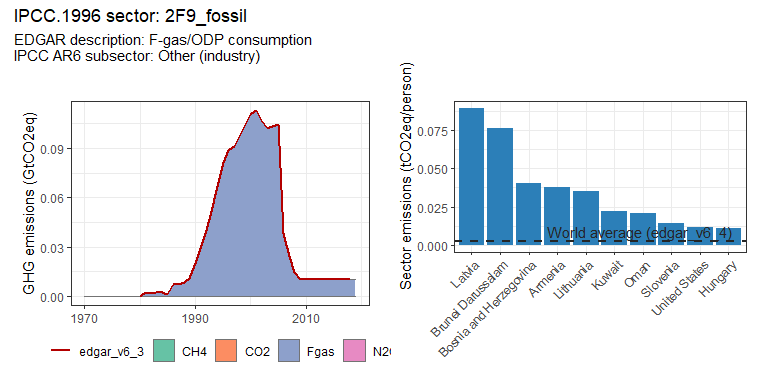 IPCC.1996 sector: 2F9_fossil
EDGAR description: F-gas/ODP consumption
IPCC AR6 subsector: Other (industry)
GHG emissions (GtCO2eq)
0.09
0.06
0.03
0.00
1970
1990
2010
edgar_v6_3
CH4
CO2
Fgas
N2
Sector emissions (tCO2eq/person)
0.075
0.050
0.025
0.000
World average (edgar_v6_4)
LaMa
Brunei Darussalam
Bosnia and Herzegovina
Armenia
Lithuania
Kuwait
Oman
Slovenia
United States
Hungary